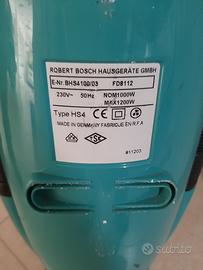 ROBERT BOSCH HAUSGERÄTE GMBH
E-Nr. BHS4100/03 FD8112
230V~ 50Hz NOM1000W
MAX1200W
Type HS4
MADE IN GERMANY FABRIQUE EN R.F.A
#11203
subito